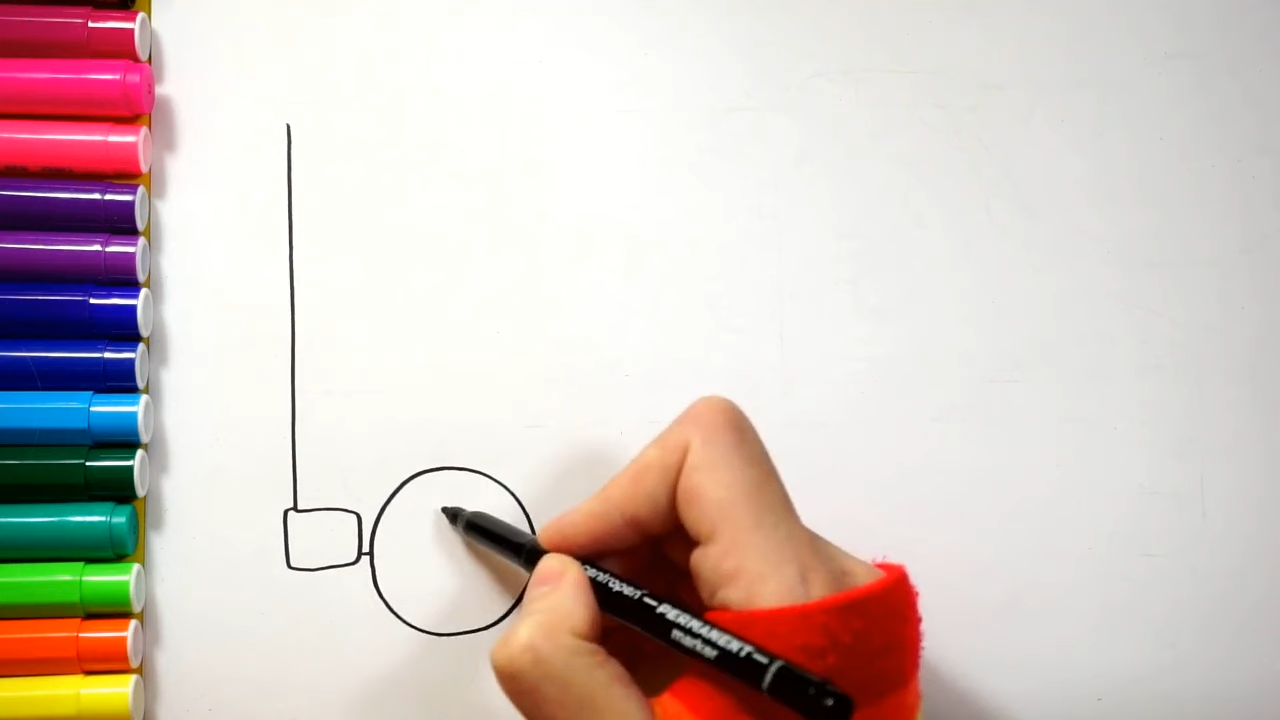 centropen — PERMANENT —
marker